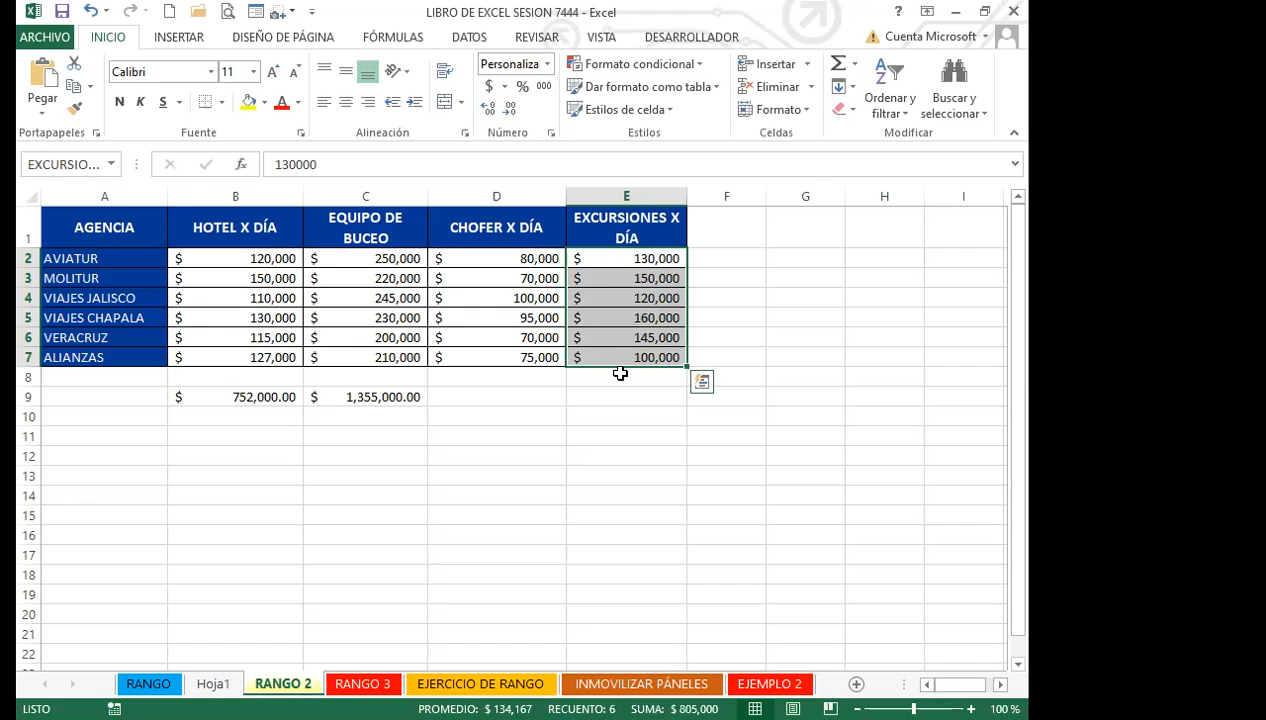 LIBRO DE EXCEL SESION 7444 - Excel
?
ARCHIVO INICIO INSERTAR DISEÑO DE PÁGINA FÓRMULAS DATOS REVISAR VISTA DESARROLLADOR Cuenta Microsoft
Pegar
Calibri 11
N K S
Personaliza
$ % 000
Formato condicional
Dar formato como tabla
Estilos de celda
Insertar
Eliminar
Formato
Ordenar y filtrar
Buscar y seleccionar
Portapapeles Fuente Alineación Número Estilos Celdas Modificar
EXCURSIO... fx 130000
A B C D E F G H I
1 AGENCIA HOTEL X DÍA EQUIPO DE BUCEO CHOFER X DÍA EXCURSIONES X DÍA
2 AVIATUR $ 120,000 $ 250,000 $ 80,000 $ 130,000
3 MOLITUR $ 150,000 $ 220,000 $ 70,000 $ 150,000
4 VIAJES JALISCO $ 110,000 $ 245,000 $ 100,000 $ 120,000
5 VIAJES CHAPALA $ 130,000 $ 230,000 $ 95,000 $ 160,000
6 VERACRUZ $ 115,000 $ 200,000 $ 70,000 $ 145,000
7 ALIANZAS $ 127,000 $ 210,000 $ 75,000 $ 100,000
8
9 $ 752,000.00 $ 1,355,000.00
10
11
12
13
14
15
16
17
18
19
20
21
22
RANGO Hoja1 RANGO 2 RANGO 3 EJERCICIO DE RANGO INMOVILIZAR PÁNELES EJEMPLO 2
LISTO PROMEDIO: $ 134,167 RECUENTO: 6 SUMA: $ 805,000 100 %